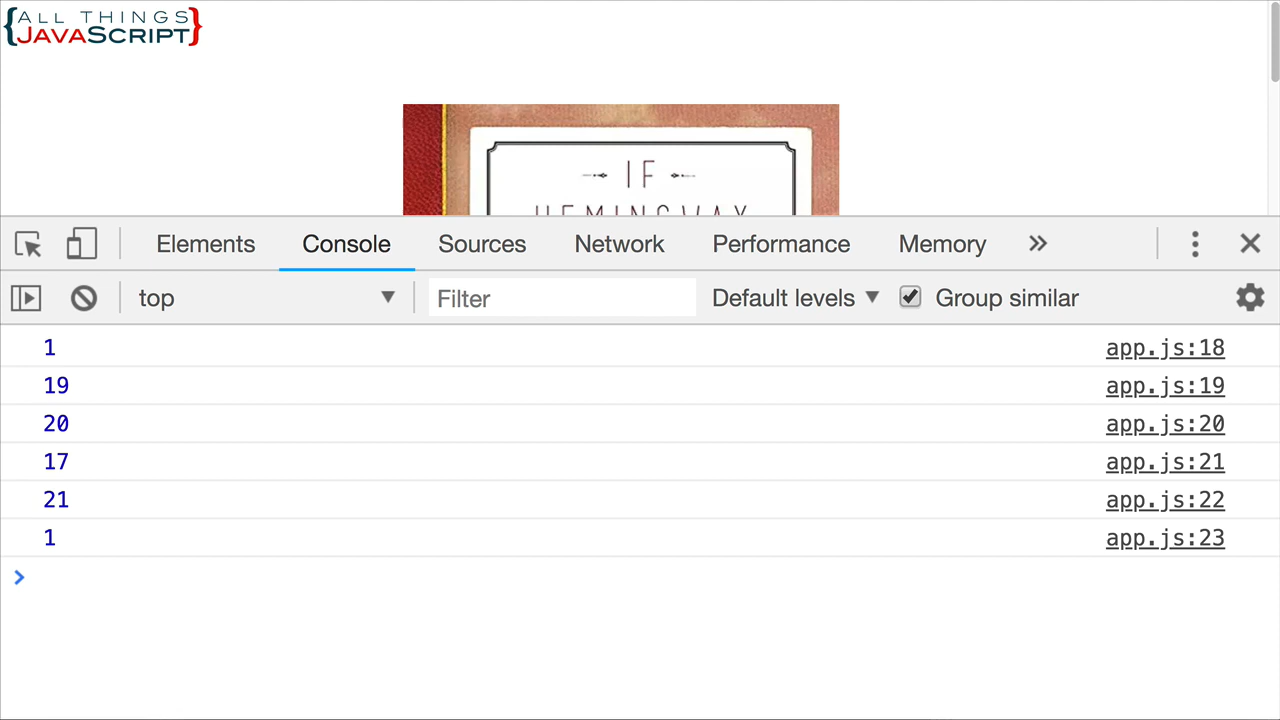 {ALL THINGS
JAVASCRIPT}
IF
HEMINGWAY
Elements Console Sources Network Performance Memory »
top Filter Default levels Group similar
1 app.js:18
19 app.js:19
20 app.js:20
17 app.js:21
21 app.js:22
1 app.js:23